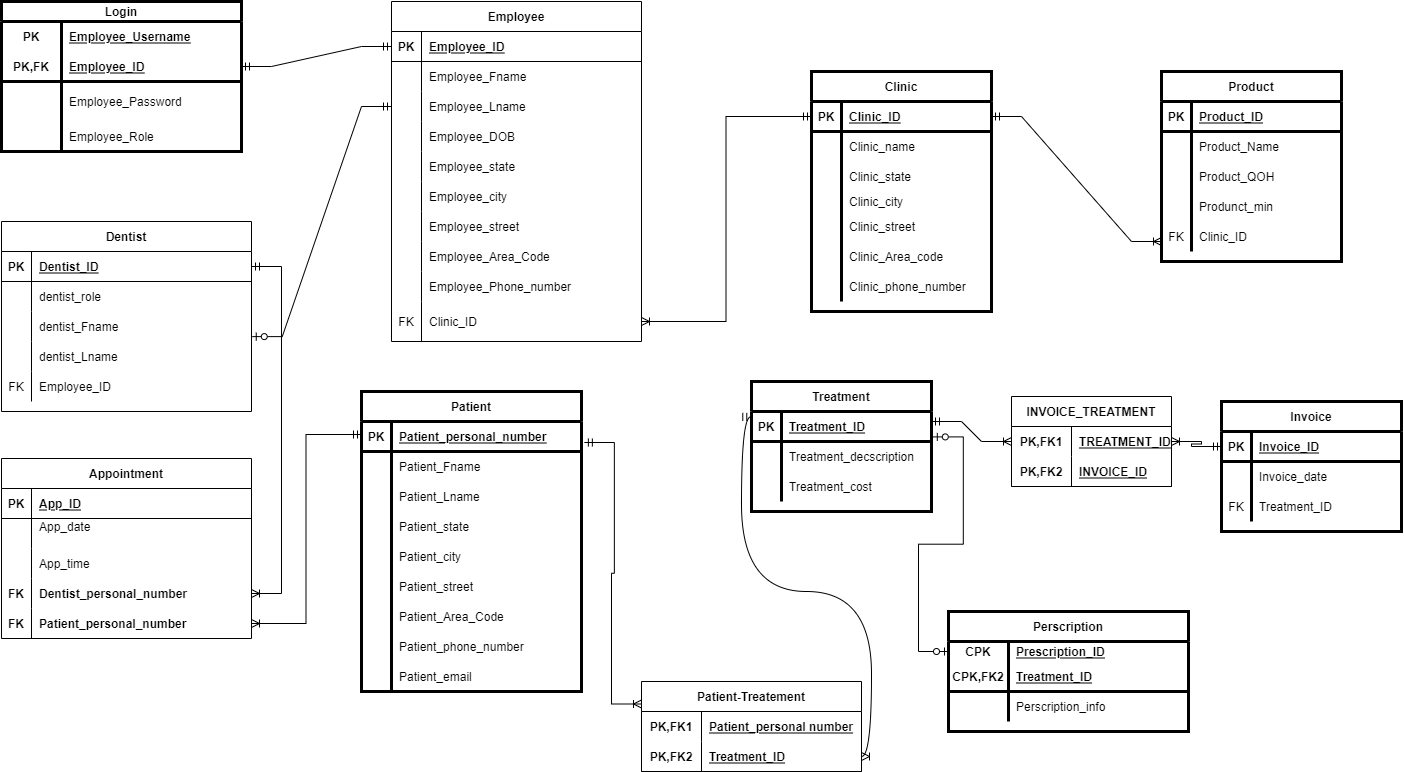 Login
PK Employee_Username
PK,FK Employee_ID
Employee_Password
Employee_Role
Employee
PK Employee_ID
Employee_Fname
Employee_Lname
Employee_DOB
Employee_state
Employee_city
Employee_street
Employee_Area_Code
Employee_Phone_number
FK Clinic_ID
Clinic
PK Clinic_ID
Clinic_name
Clinic_state
Clinic_city
Clinic_street
Clinic_Area_code
Clinic_phone_number
Product
PK Product_ID
Product_Name
Product_QOH
Produnct_min
FK Clinic_ID
Dentist
PK Dentist_ID
dentist_role
dentist_Fname
dentist_Lname
FK Employee_ID
Appointment
PK App_ID
App_date
App_time
FK Dentist_personal_number
FK Patient_personal_number
Patient
PK Patient_personal_number
Patient_Fname
Patient_Lname
Patient_state
Patient_city
Patient_street
Patient_Area_Code
Patient_phone_number
Patient_email
Treatment
PK Treatment_ID
Treatment_decscription
Treatment_cost
INVOICE_TREATMENT
PK,FK1 TREATMENT_ID
PK,FK2 INVOICE_ID
Invoice
PK Invoice_ID
Invoice_date
FK Treatment_ID
Perscription
CPK Prescription_ID
CPK,FK2 Treatment_ID
Perscription_info
Patient-Treatement
PK,FK1 Patient_personal number
PK,FK2 Treatment_ID